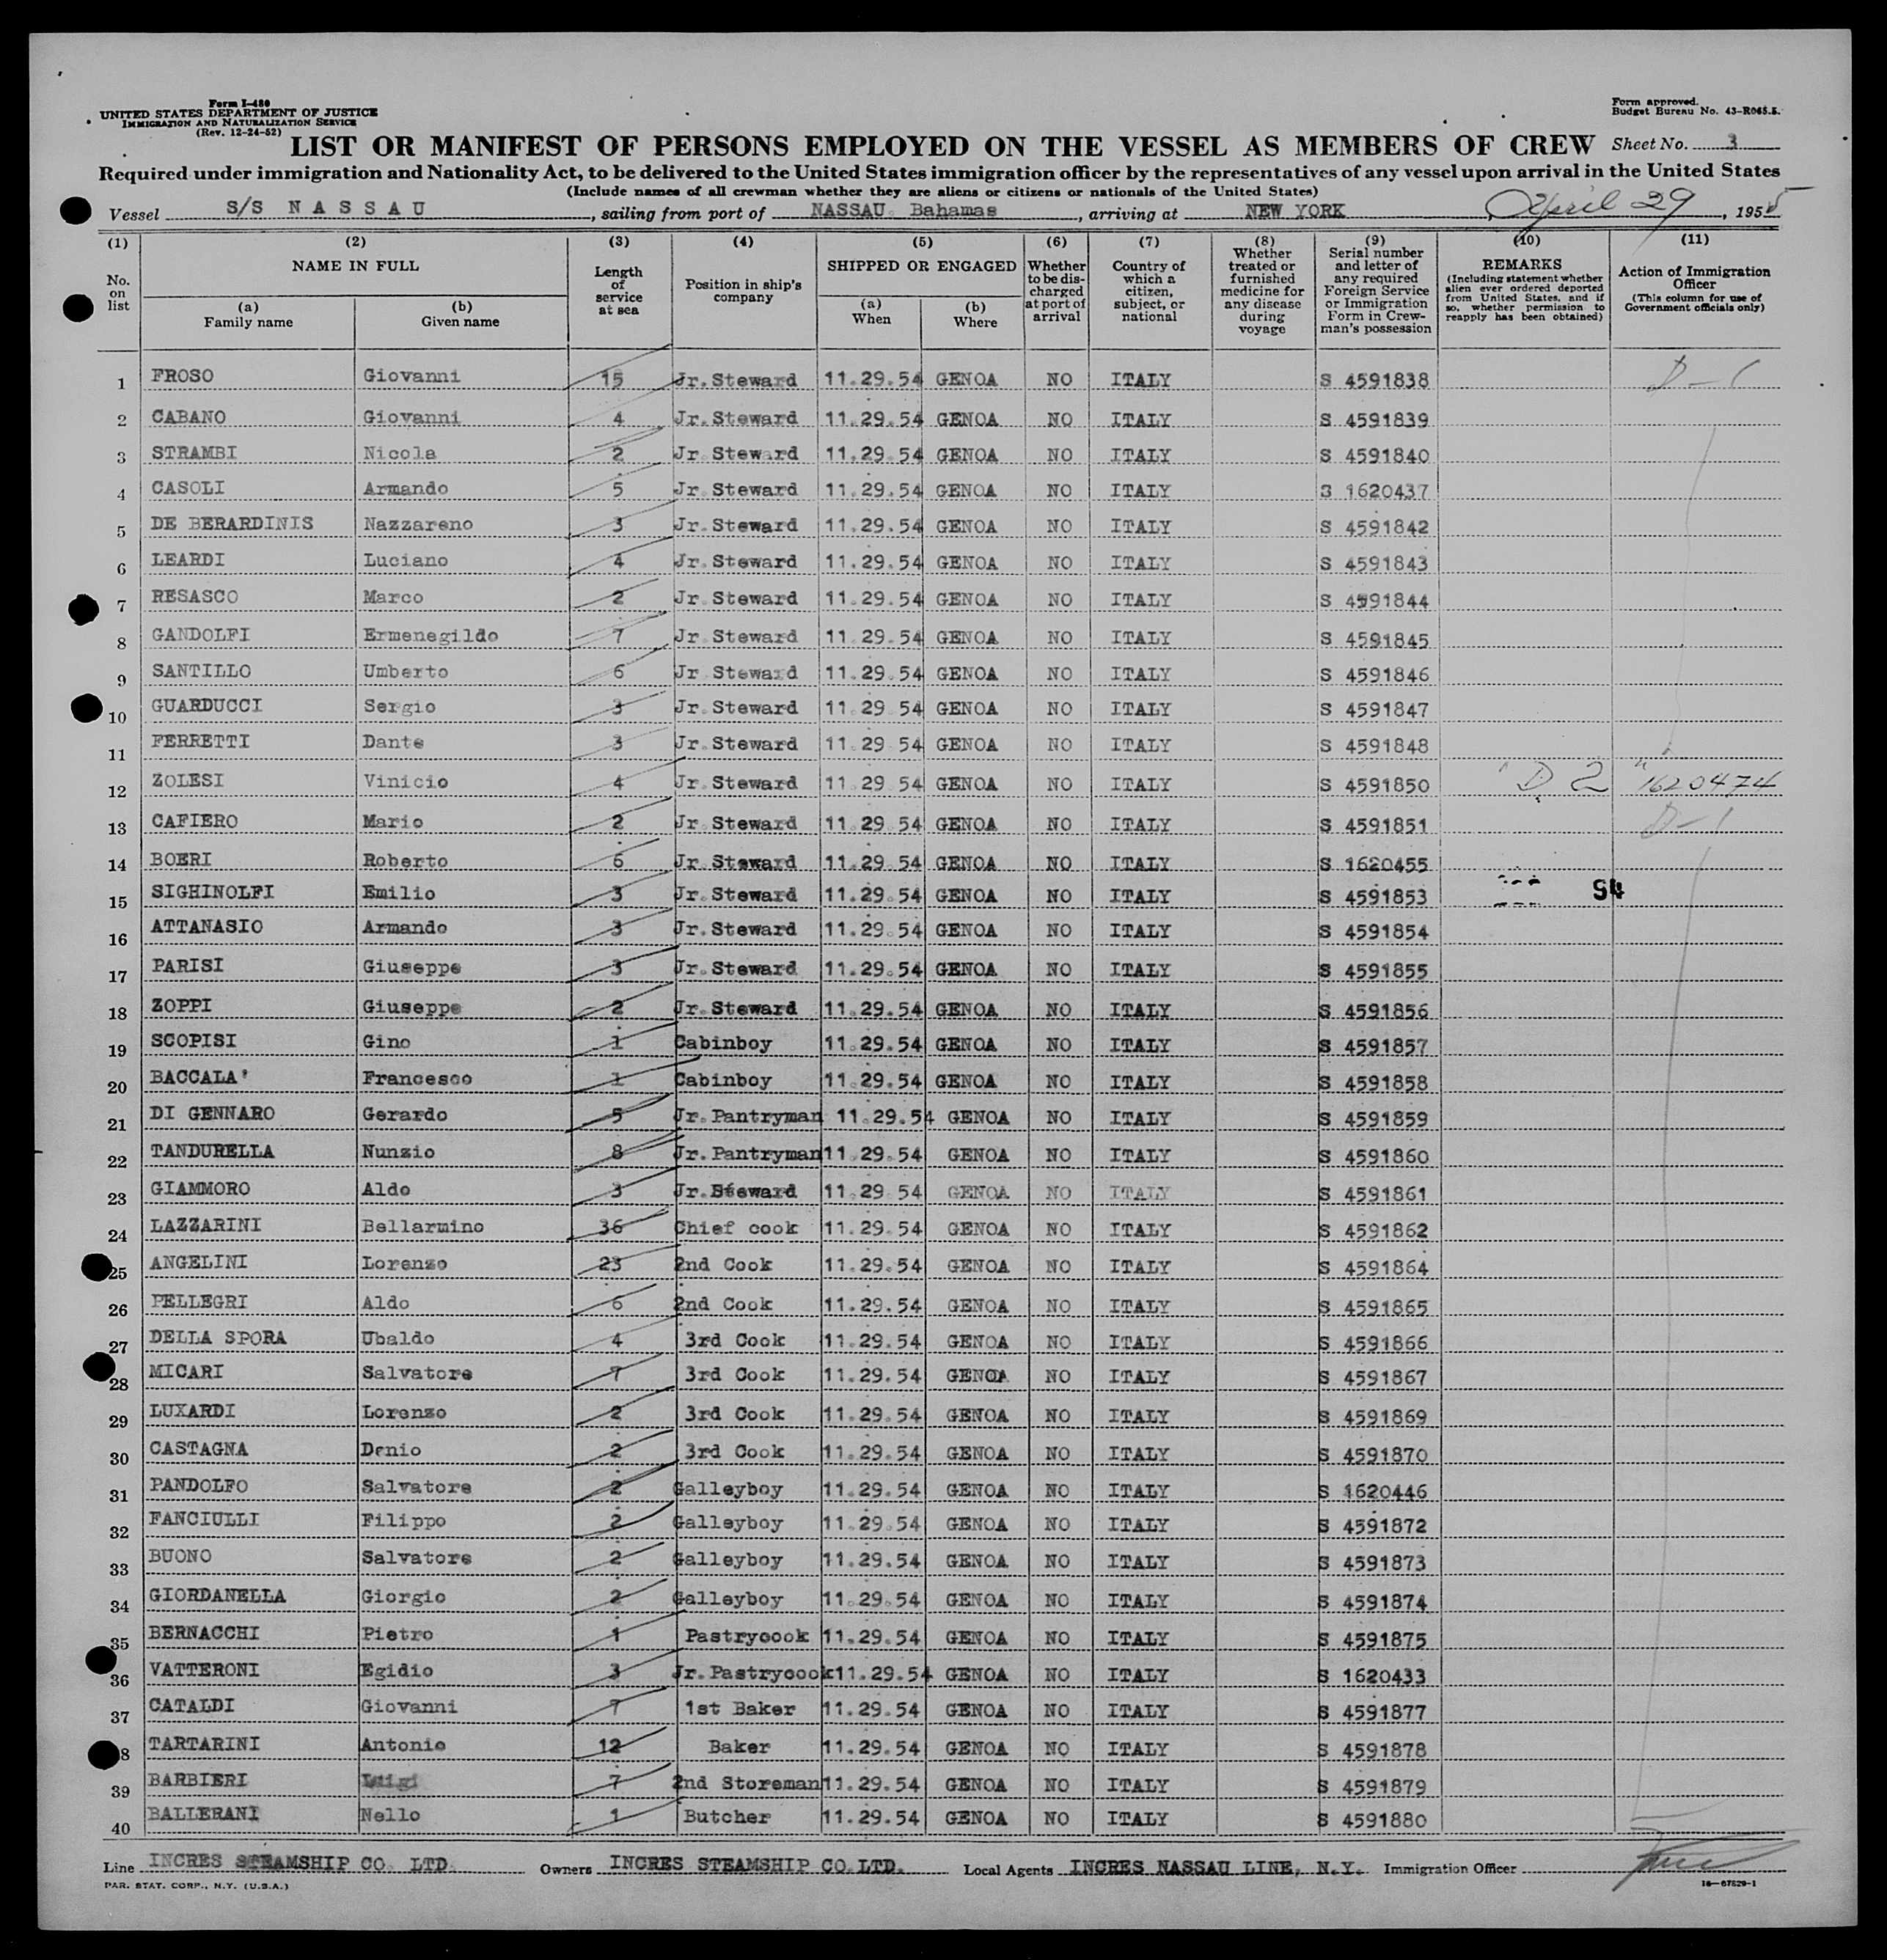 Form I-480
UNITED STATES DEPARTMENT OF JUSTICE
IMMIGRATION AND NATURALIZATION SERVICE
(Rev. 12-24-52)
Form approved.
Budget Bureau No. 43-R065.5.
LIST OR MANIFEST OF PERSONS EMPLOYED ON THE VESSEL AS MEMBERS OF CREW Sheet No. 3
Required under immigration and Nationality Act, to be delivered to the United States immigration officer by the representatives of any vessel upon arrival in the United States
(Include names of all crewman whether they are aliens or citizens or nationals of the United States)
Vessel S/S NASSAU, sailing from port of NASSAU Bahamas, arriving at NEW YORK April 29, 1955
(1) (2) (3) (4) (5) (6) (7) (8) (9) (10) (11)
No. on list
NAME IN FULL
(a) Family name
(b) Given name
Length of service at sea
Position in ship's company
SHIPPED OR ENGAGED
(a) When
(b) Where
Whether to be discharged at port of arrival
Country of which a citizen, subject, or national
Whether treated or furnished medicine for any disease during voyage
Serial number and letter of any required Foreign Service or Immigration Form in Crewman's possession
REMARKS
(Including statement whether alien ever ordered deported from United States, and if so, whether permission to reapply has been obtained)
Action of Immigration Officer
(This column for use of Government officials only)
1 FROSO Giovanni 15 Jr.Steward 11.29.54 GENOA NO ITALY S 4591838 D-1
2 CABANO Giovanni 4 Jr.Steward 11.29.54 GENOA NO ITALY S 4591839
3 STRAMBI Nicola 2 Jr.Steward 11.29.54 GENOA NO ITALY S 4591840
4 CASOLI Armando 5 Jr.Steward 11.29.54 GENOA NO ITALY S 1620437
5 DE BERARDINIS Nazzareno 3 Jr.Steward 11.29.54 GENOA NO ITALY S 4591842
6 LEARDI Luciano 4 Jr.Steward 11.29.54 GENOA NO ITALY S 4591843
7 RESASCO Marco 2 Jr.Steward 11.29.54 GENOA NO ITALY S 4591844
8 GANDOLFI Ermenegildo 7 Jr.Steward 11.29.54 GENOA NO ITALY S 4591845
9 SANTILLO Umberto 6 Jr.Steward 11.29.54 GENOA NO ITALY S 4591846
10 GUARDUCCI Sergio 3 Jr.Steward 11.29.54 GENOA NO ITALY S 4591847
11 FERRETTI Dante 3 Jr.Steward 11.29.54 GENOA NO ITALY S 4591848
12 ZOLESI Vinicio 4 Jr.Steward 11.29.54 GENOA NO ITALY S 4591850 D 2 1620474
13 CAFIERO Mario 2 Jr.Steward 11.29.54 GENOA NO ITALY S 4591851 D-1
14 BOERI Roberto 6 Jr.Steward 11.29.54 GENOA NO ITALY S 1620455
15 SIGHINOLFI Emilio 3 Jr.Steward 11.29.54 GENOA NO ITALY S 4591853 94
16 ATTANASIO Armando 3 Jr.Steward 11.29.54 GENOA NO ITALY S 4591854
17 PARISI Giuseppe 3 Jr.Steward 11.29.54 GENOA NO ITALY S 4591855
18 ZOPPI Giuseppe 2 Jr.Steward 11.29.54 GENOA NO ITALY S 4591856
19 SCOPISI Gino 1 Cabinboy 11.29.54 GENOA NO ITALY S 4591857
20 BACCALA' Francesco 1 Cabinboy 11.29.54 GENOA NO ITALY S 4591858
21 DI GENNARO Gerardo 5 Jr.Pantryman 11.29.54 GENOA NO ITALY S 4591859
22 TANDURELLA Nunzio 8 Jr.Pantryman 11.29.54 GENOA NO ITALY S 4591860
23 GIAMMORO Aldo 3 Jr.Steward 11.29.54 GENOA NO ITALY S 4591861
24 LAZZARINI Bellarmino 36 Chief cook 11.29.54 GENOA NO ITALY S 4591862
25 ANGELINI Lorenzo 23 2nd Cook 11.29.54 GENOA NO ITALY S 4591864
26 PELLEGRI Aldo 6 2nd Cook 11.29.54 GENOA NO ITALY S 4591865
27 DELLA SPORA Ubaldo 4 3rd Cook 11.29.54 GENOA NO ITALY S 4591866
28 MICARI Salvatore 7 3rd Cook 11.29.54 GENOA NO ITALY S 4591867
29 LUXARDI Lorenzo 2 3rd Cook 11.29.54 GENOA NO ITALY S 4591869
30 CASTAGNA Denio 2 3rd Cook 11.29.54 GENOA NO ITALY S 4591870
31 PANDOLFO Salvatore 2 Galleyboy 11.29.54 GENOA NO ITALY S 1620446
32 FANCIULLI Filippo 2 Galleyboy 11.29.54 GENOA NO ITALY S 4591872
33 BUONO Salvatore 2 Galleyboy 11.29.54 GENOA NO ITALY S 4591873
34 GIORDANELLA Giorgio 2 Galleyboy 11.29.54 GENOA NO ITALY S 4591874
35 BERNACCHI Pietro 1 Pastrycook 11.29.54 GENOA NO ITALY S 4591875
36 VATTERONI Egidio 3 Jr.Pastrycook 11.29.54 GENOA NO ITALY S 1620433
37 CATALDI Giovanni 7 1st Baker 11.29.54 GENOA NO ITALY S 4591877
8 TARTARINI Antonio 12 Baker 11.29.54 GENOA NO ITALY S 4591878
39 BARBIERI Luigi 7 2nd Storeman 11.29.54 GENOA NO ITALY S 4591879
40 BALLERANI Nello 1 Butcher 11.29.54 GENOA NO ITALY S 4591880
Line INCRES STEAMSHIP CO. LTD. Owners INCRES STEAMSHIP CO.LTD. Local Agents INCRES NASSAU LINE, N.Y. Immigration Officer
PAR. STAT. CORP., N.Y. (U.S.A.)
16-67829-1